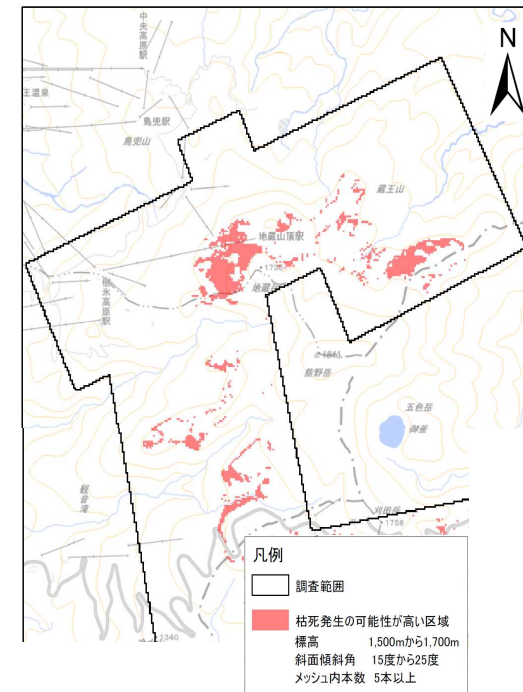 中央高原駅
N
王温泉
鳥兜駅
鳥兜山
蔵王山
地蔵山頂駅
1736
樹氷高原駅
1841
熊野岳
五色岳
御釜
観音滝
刈田岳
1758
1340
凡例
調査範囲
枯死発生の可能性が高い区域
標高 1,500mから1,700m
斜面傾斜角 15度から25度
メッシュ内本数 5本以上